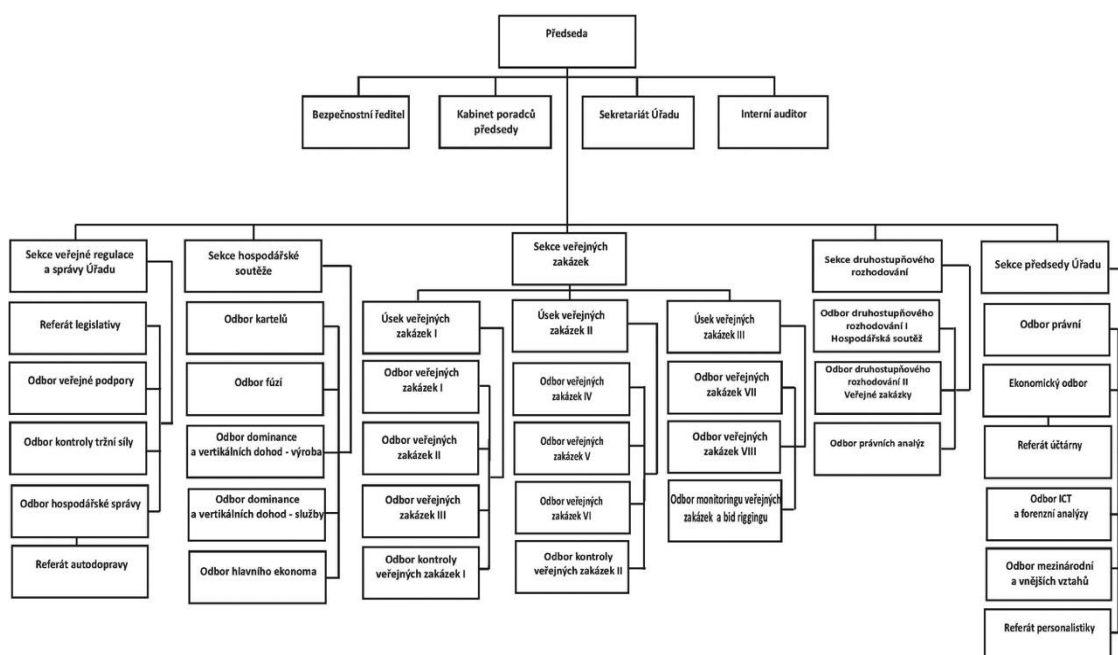 Předseda
Bezpečnostní ředitel
Kabinet poradců
předsedy
Sekretariát Úřadu
Interní auditor
Sekce veřejné regulace
a správy Úřadu
Referát legislativy
Odbor veřejné podpory
Odbor kontroly tržní síly
Odbor hospodářské správy
Referát autodopravy
Sekce hospodářské
soutěže
Odbor kartelů
Odbor fúzí
Odbor dominance
a vertikálních dohod - výroba
Odbor dominance
a vertikálních dohod - služby
Odbor hlavního ekonoma
Sekce veřejných
zakázek
Úsek veřejných
zakázek I
Odbor veřejných
zakázek I
Odbor veřejných
zakázek II
Odbor veřejných
zakázek III
Odbor kontroly
veřejných zakázek I
Úsek veřejných
zakázek II
Odbor veřejných
zakázek IV
Odbor veřejných
zakázek V
Odbor veřejných
zakázek VI
Odbor kontroly
veřejných zakázek II
Úsek veřejných
zakázek III
Odbor veřejných
zakázek VII
Odbor veřejných
zakázek VIII
Odbor monitoringu veřejných
zakázek a bid riggingu
Sekce druhostupňového
rozhodování
Odbor druhostupňového
rozhodování I
Hospodářská soutěž
Odbor druhostupňového
rozhodování II
Veřejné zakázky
Odbor právních analýz
Sekce předsedy Úřadu
Odbor právní
Ekonomický odbor
Referát účtárny
Odbor ICT
a forenzní analýzy
Odbor mezinárodní
a vnějších vztahů
Referát personalistiky